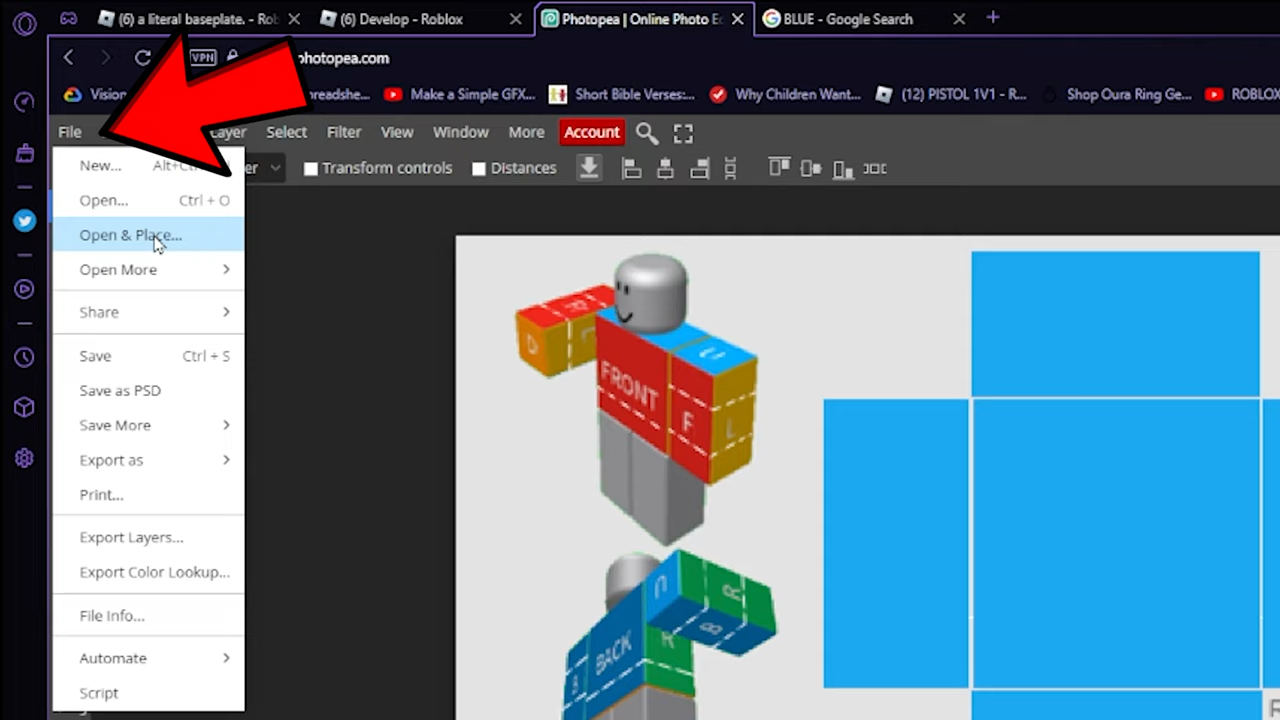 (6) a literal baseplate. - Rob
(6) Develop - Roblox
Photopea | Online Photo Ed
BLUE - Google Search
VPN
photopea.com
Vision
Make a Simple GFX...
Short Bible Verses:...
Why Children Want...
(12) PISTOL 1V1 - R...
Shop Oura Ring Ge...
ROBLOX
File
Layer
Select
Filter
View
Window
More
Account
Transform controls
Distances
New...
Open... Ctrl + O
Open & Place...
Open More
Share
Save Ctrl + S
Save as PSD
Save More
Export as
Print...
Export Layers...
Export Color Lookup...
File Info...
Automate
Script
D
U
FRONT
F
L
U
R
B
BACK
R